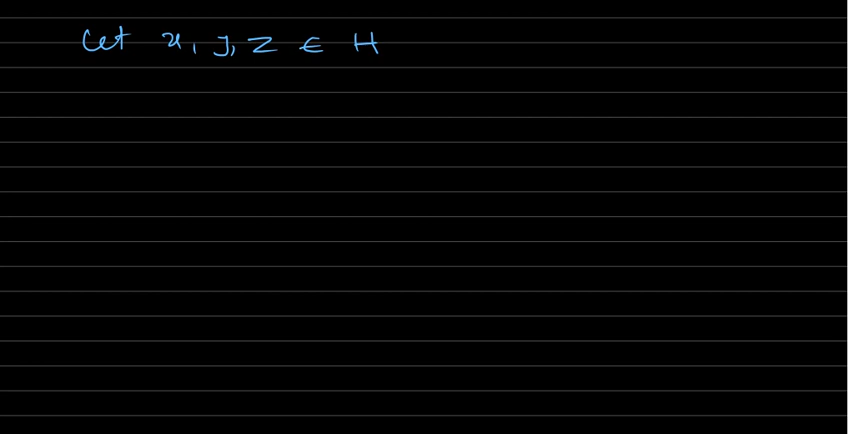 Let x, y, z ∈ H